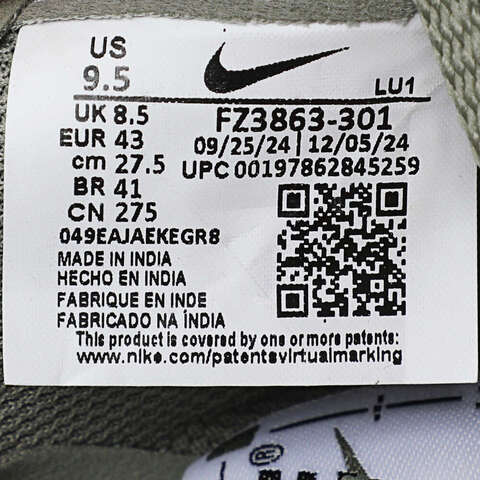 US
9.5
LU1
UK 8.5
FZ3863-301
EUR 43
09/25/24 | 12/05/24
cm 27.5
UPC 00197862845259
BR 41
CN 275
049EAJAEKEGR8
MADE IN INDIA
HECHO EN INDIA
FABRIQUE EN INDE
FABRICADO NA ÍNDIA
This product is covered by one or more patents:
www.nike.com/patentsvirtualmarking
®